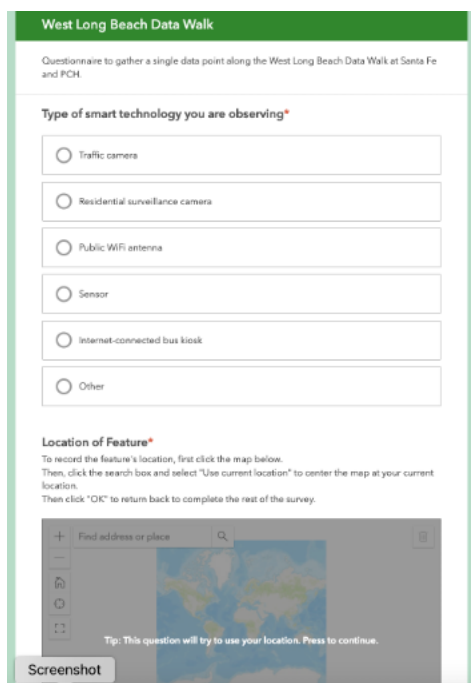 West Long Beach Data Walk
Questionnaire to gather a single data point along the West Long Beach Data Walk at Santa Fe
and PCH.
Type of smart technology you are observing*
Traffic camera
Residential surveillance camera
Public WiFi antenna
Sensor
Internet-connected bus kiosk
Other
Location of Feature*
To record the feature's location, first click the map below.
Then, click the search box and select "Use current location" to center the map at your current
location.
Then click "OK" to return back to complete the rest of the survey.
Find address or place
Tip: This question will try to use your location. Press to continue.
Screenshot